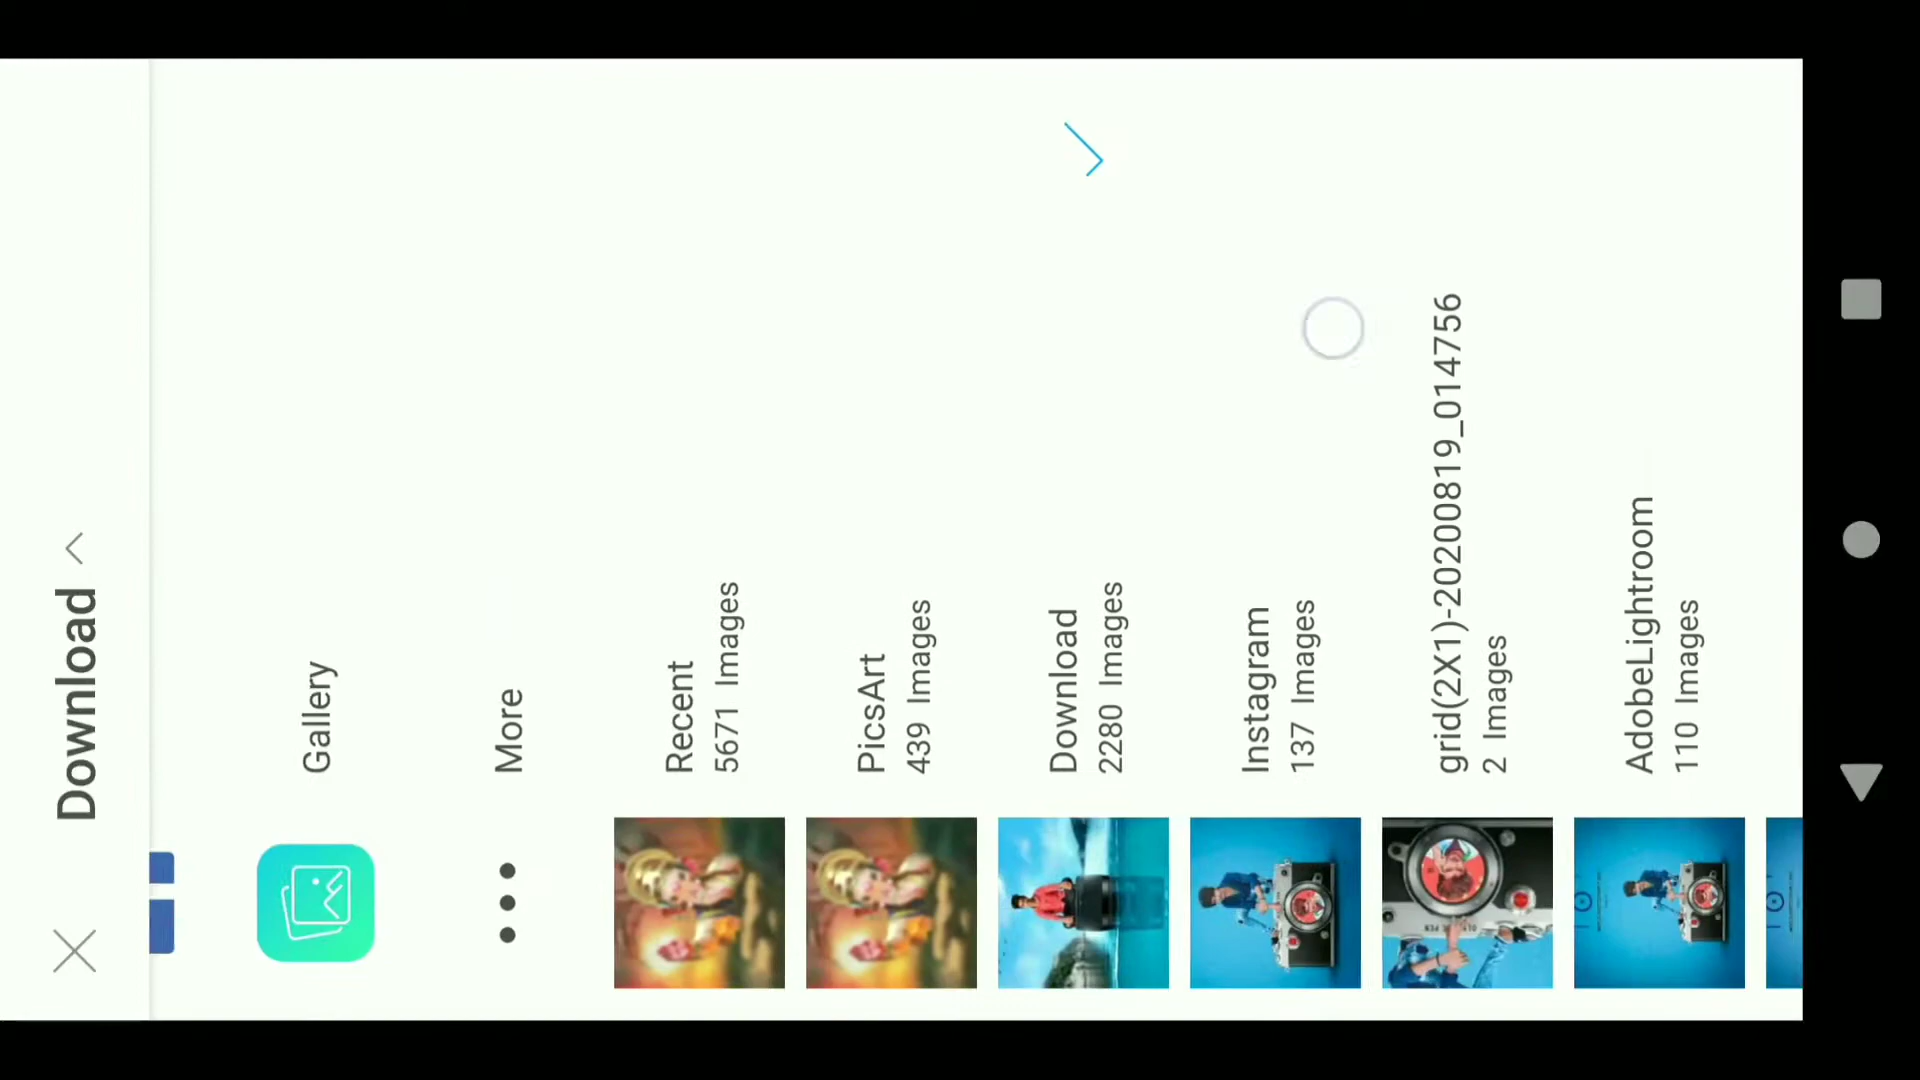 Download
Gallery
More
Recent
5671 Images
PicsArt
439 Images
Download
2280 Images
Instagram
137 Images
grid(2X1)-20200819_014756
2 Images
AdobeLightroom
110 Images